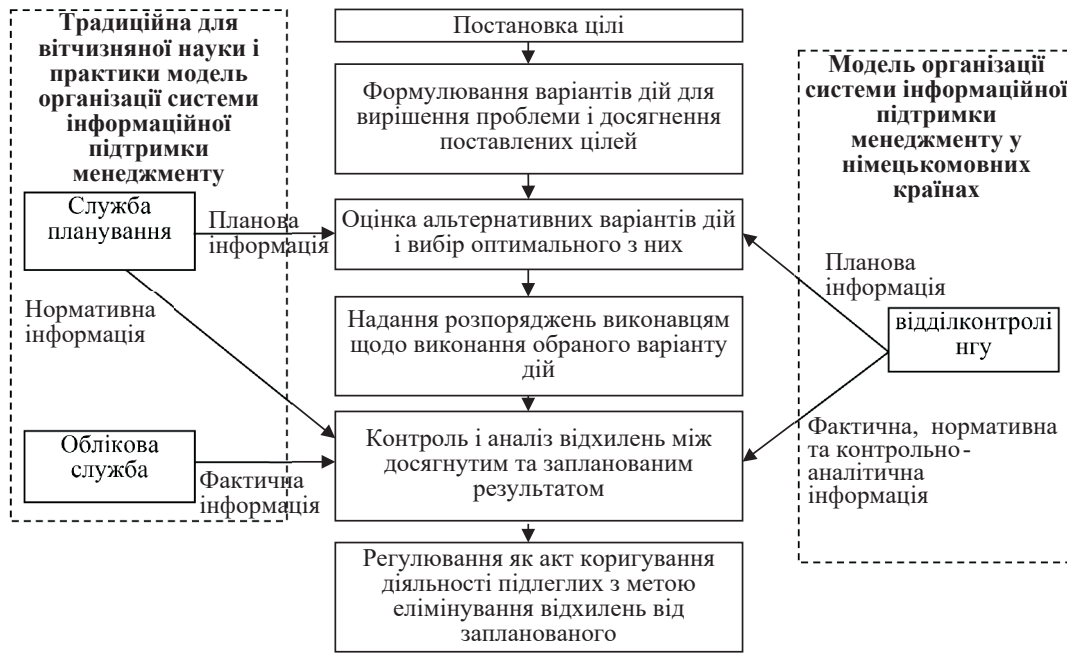 Традиційна для
вітчизняної науки і
практики модель
організації системи
інформаційної
підтримки
менеджменту
Служба
планування
Планова
інформація
Нормативна
інформація
Облікова
служба
Фактична
інформація
Постановка цілі
Формулювання варіантів дій для
вирішення проблеми і досягнення
поставлених цілей
Оцінка альтернативних варіантів дій
і вибір оптимального з них
Надання розпоряджень виконавцям
щодо виконання обраного варіанту
дій
Контроль і аналіз відхилень між
досягнутим та запланованим
результатом
Регулювання як акт коригування
діяльності підлеглих з метою
елімінування відхилень від
запланованого
Модель організації
системи інформаційної
підтримки
менеджменту у
німецькомовних
країнах
Планова
інформація
відділконтролі
нгу
Фактична, нормативна
та контрольно-
аналітична
інформація